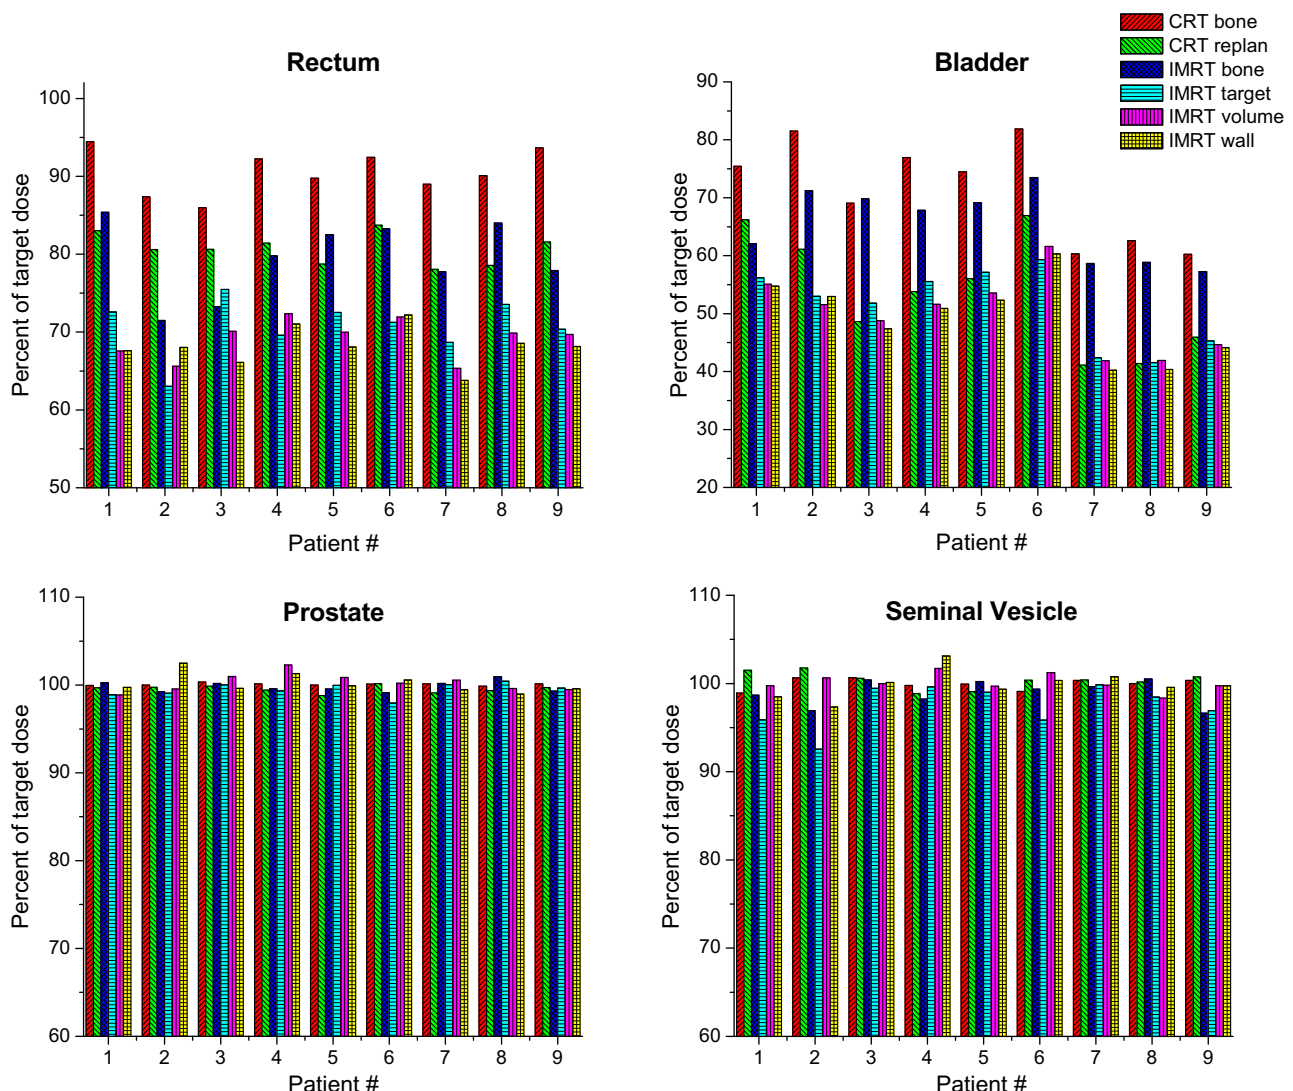 CRT bone
CRT replan
IMRT bone
IMRT target
IMRT volume
IMRT wall
Rectum
Percent of target dose
100
90
80
70
60
50
1 2 3 4 5 6 7 8 9
Patient #
Bladder
Percent of target dose
90
80
70
60
50
40
30
20
1 2 3 4 5 6 7 8 9
Patient #
Prostate
Percent of target dose
110
100
90
80
70
60
1 2 3 4 5 6 7 8 9
Patient #
Seminal Vesicle
Percent of target dose
110
100
90
80
70
60
1 2 3 4 5 6 7 8 9
Patient #